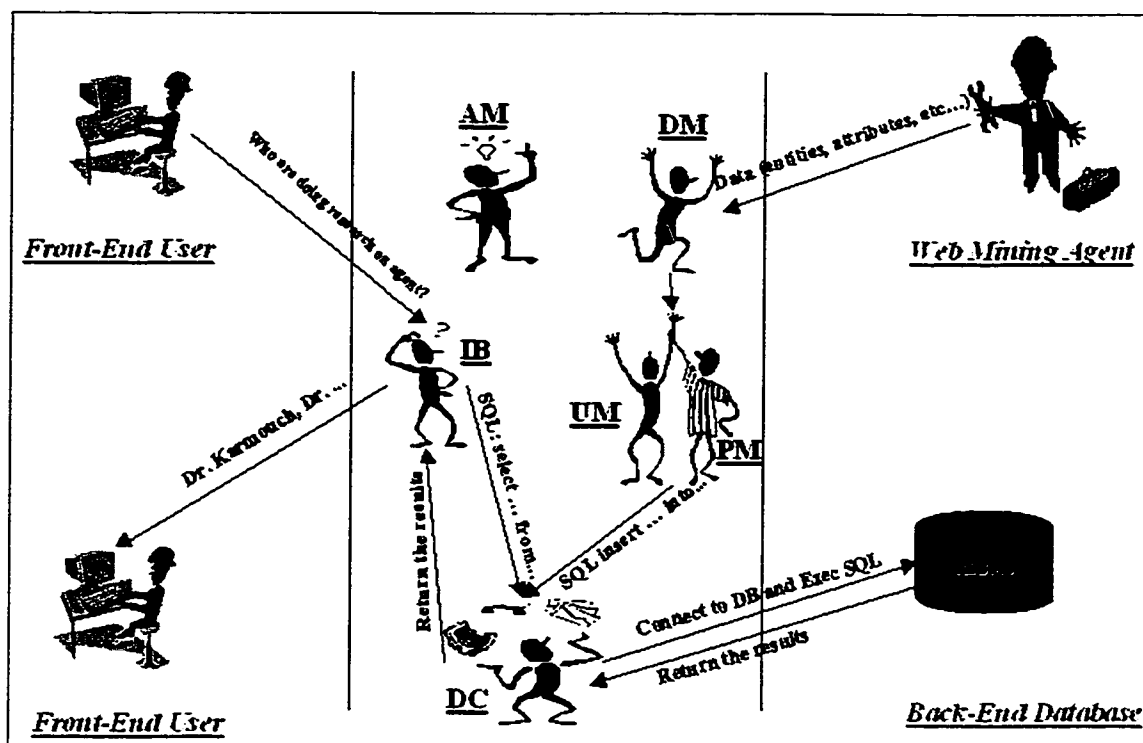 AM
DM
Data (entities, attributes, etc...)
Who are doing research on agent?
Front-End User
Web Mining Agent
IB
UM
PM
Dr. Karmouch, Dr. ...
SQL: select ... from...
SQL insert ... into...
Return the results
Connect to DB and Exec SQL
Return the results
DC
Front-End User
Back-End Database